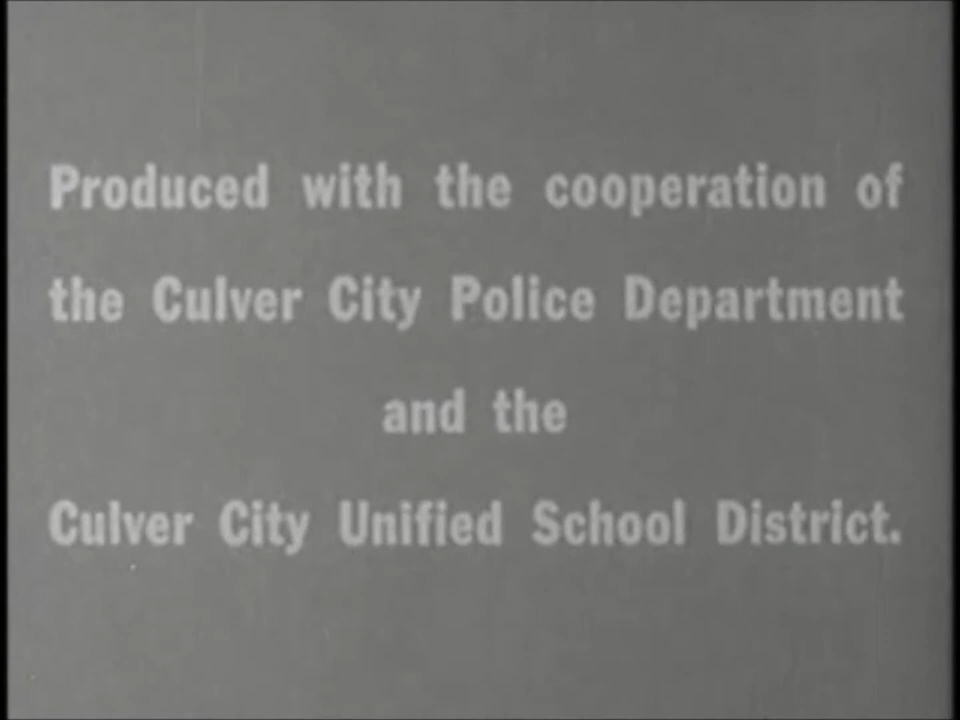 Produced with the cooperation of
the Culver City Police Department
and the
Culver City Unified School District.